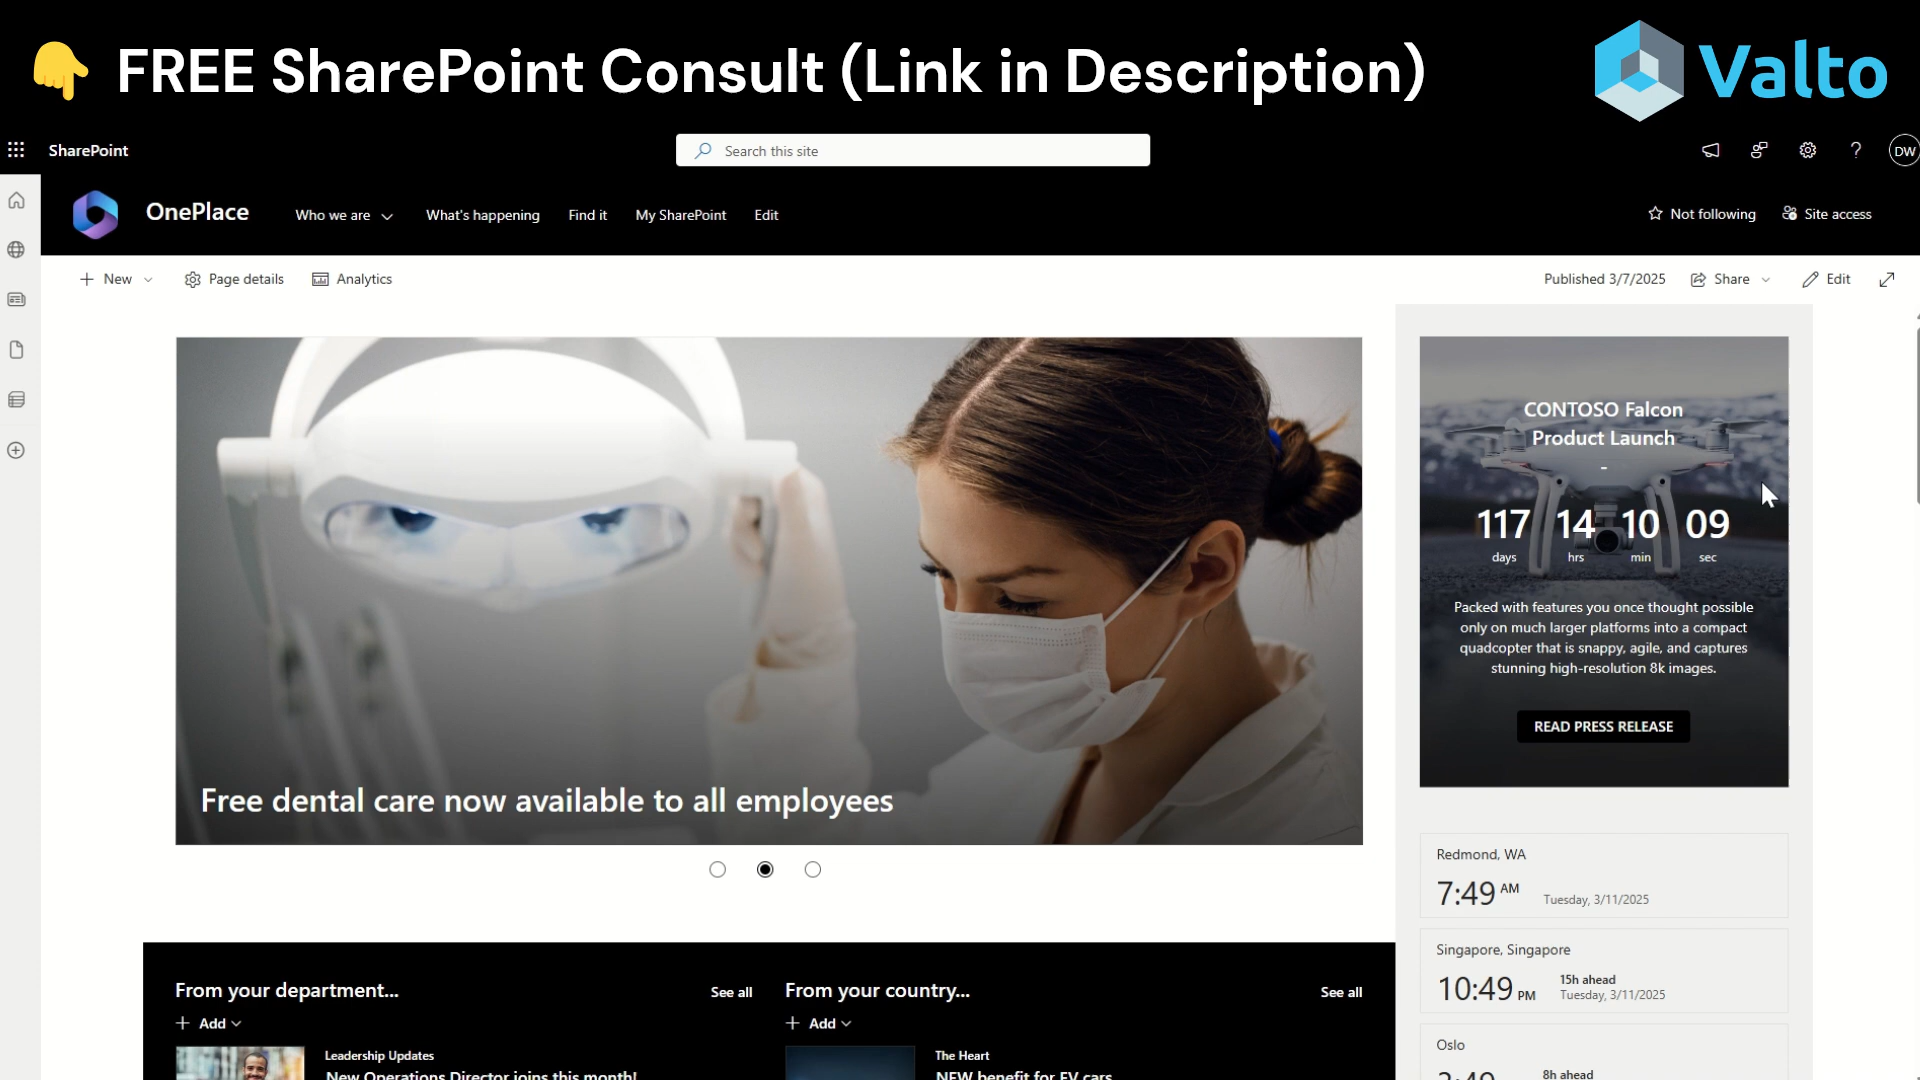 FREE SharePoint Consult (Link in Description)
Valto
SharePoint
Search this site
?
DW
OnePlace
Who we are
What's happening
Find it
My SharePoint
Edit
Not following
Site access
New
Page details
Analytics
Published 3/7/2025
Share
Edit
Free dental care now available to all employees
CONTOSO Falcon
Product Launch
-
117 14 10 09
days hrs min sec
Packed with features you once thought possible
only on much larger platforms into a compact
quadcopter that is snappy, agile, and captures
stunning high-resolution 8k images.
READ PRESS RELEASE
Redmond, WA
7:49 AM
Tuesday, 3/11/2025
Singapore, Singapore
10:49 PM
15h ahead
Tuesday, 3/11/2025
Oslo
8h ahead
From your department...
See all
Add
Leadership Updates
New Operations Director joins this month!
From your country...
See all
Add
The Heart
NEW benefit for EV cars